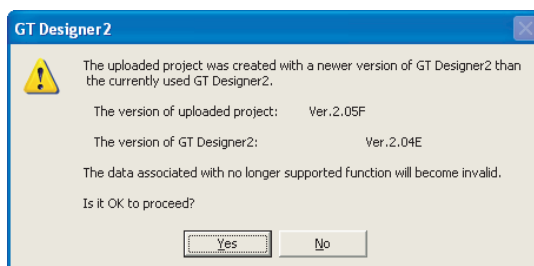 GT Designer2
The uploaded project was created with a newer version of GT Designer2 than
the currently used GT Designer2.
The version of uploaded project: Ver.2.05F
The version of GT Designer2: Ver.2.04E
The data associated with no longer supported function will become invalid.
Is it OK to proceed?
Yes No